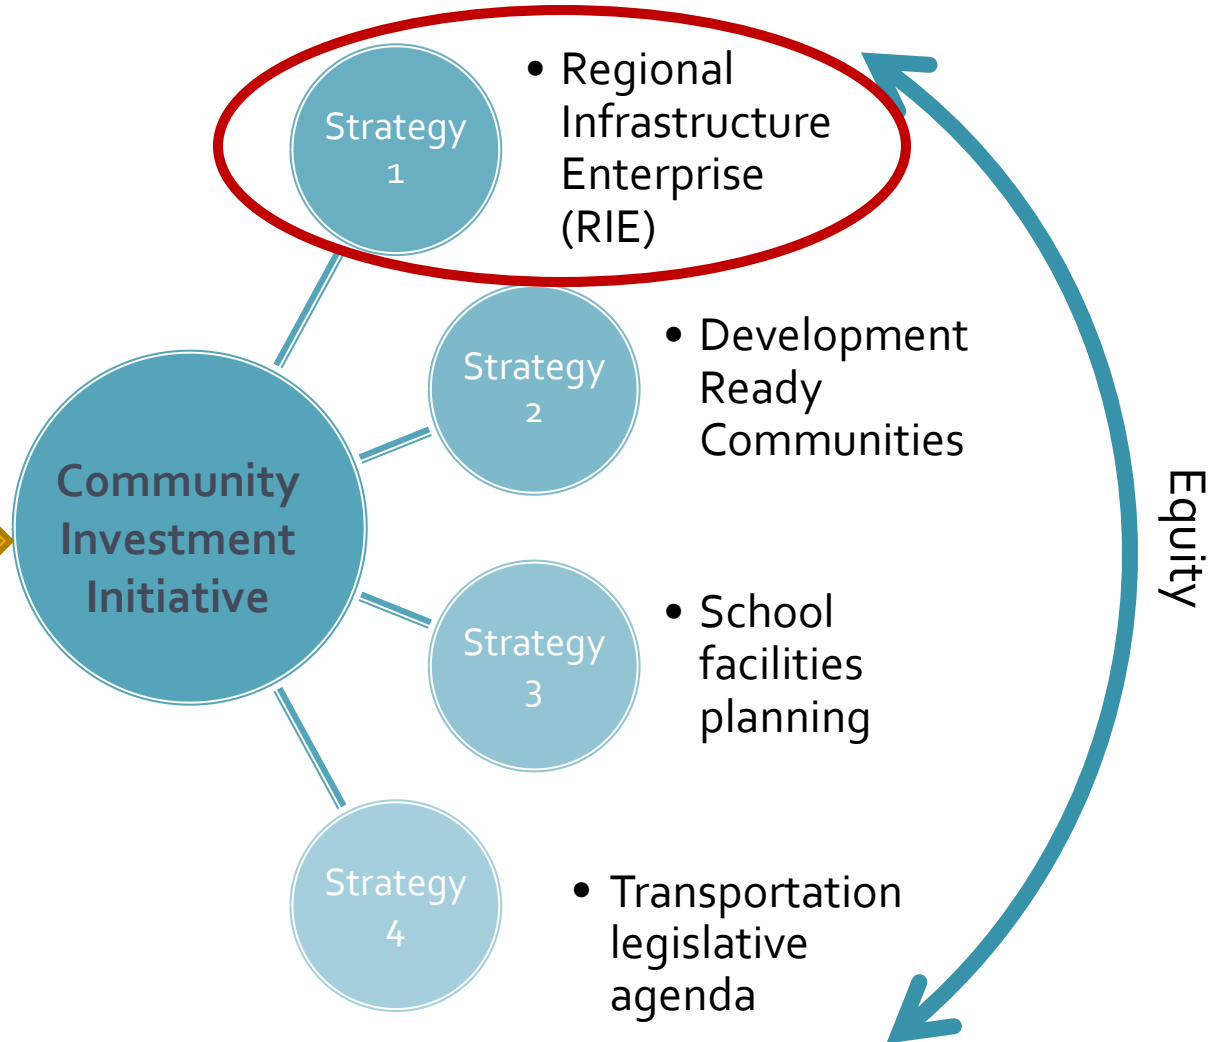 Strategy
1
• Regional
Infrastructure
Enterprise
(RIE)
Strategy
2
• Development
Ready
Communities
Community
Investment
Initiative
Equity
Strategy
3
• School
facilities
planning
Strategy
4
• Transportation
legislative
agenda